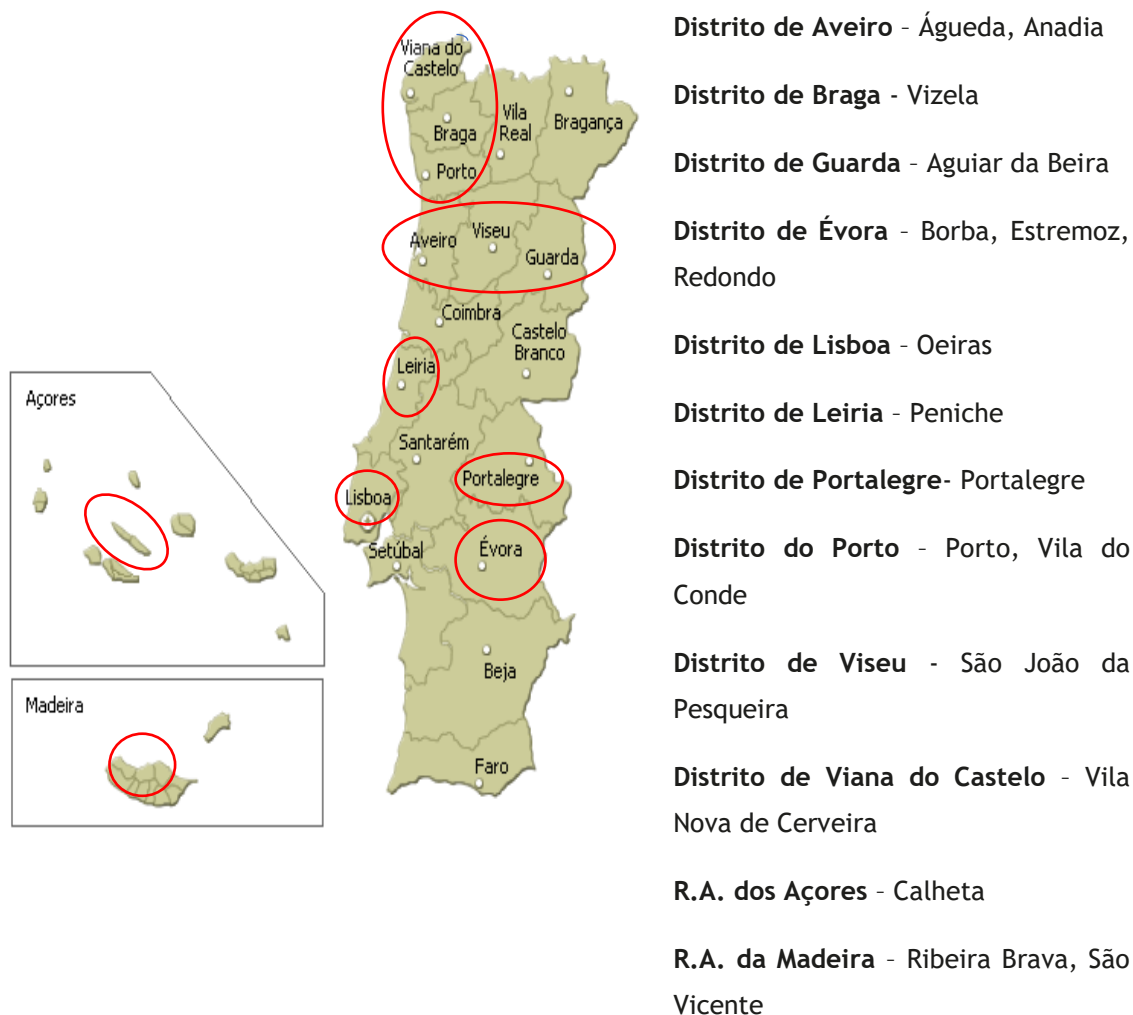 Viana do
Castelo
Braga
Vila
Real
Bragança
Porto
Aveiro
Viseu
Guarda
Coimbra
Castelo
Branco
Leiria
Santarém
Portalegre
Lisboa
Setúbal
Évora
Beja
Faro
Açores
Madeira
Distrito de Aveiro – Águeda, Anadia
Distrito de Braga - Vizela
Distrito de Guarda – Aguiar da Beira
Distrito de Évora – Borba, Estremoz,
Redondo
Distrito de Lisboa – Oeiras
Distrito de Leiria – Peniche
Distrito de Portalegre- Portalegre
Distrito do Porto – Porto, Vila do
Conde
Distrito de Viseu - São João da
Pesqueira
Distrito de Viana do Castelo – Vila
Nova de Cerveira
R.A. dos Açores – Calheta
R.A. da Madeira – Ribeira Brava, São
Vicente